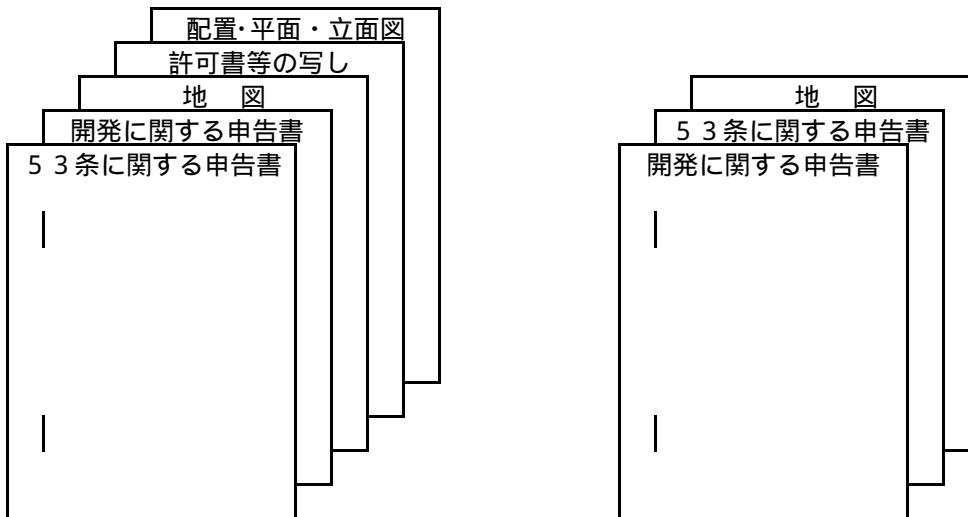 配置･平面・立面図
許可書等の写し
地　図
開発に関する申告書
５３条に関する申告書
地　図
５３条に関する申告書
開発に関する申告書